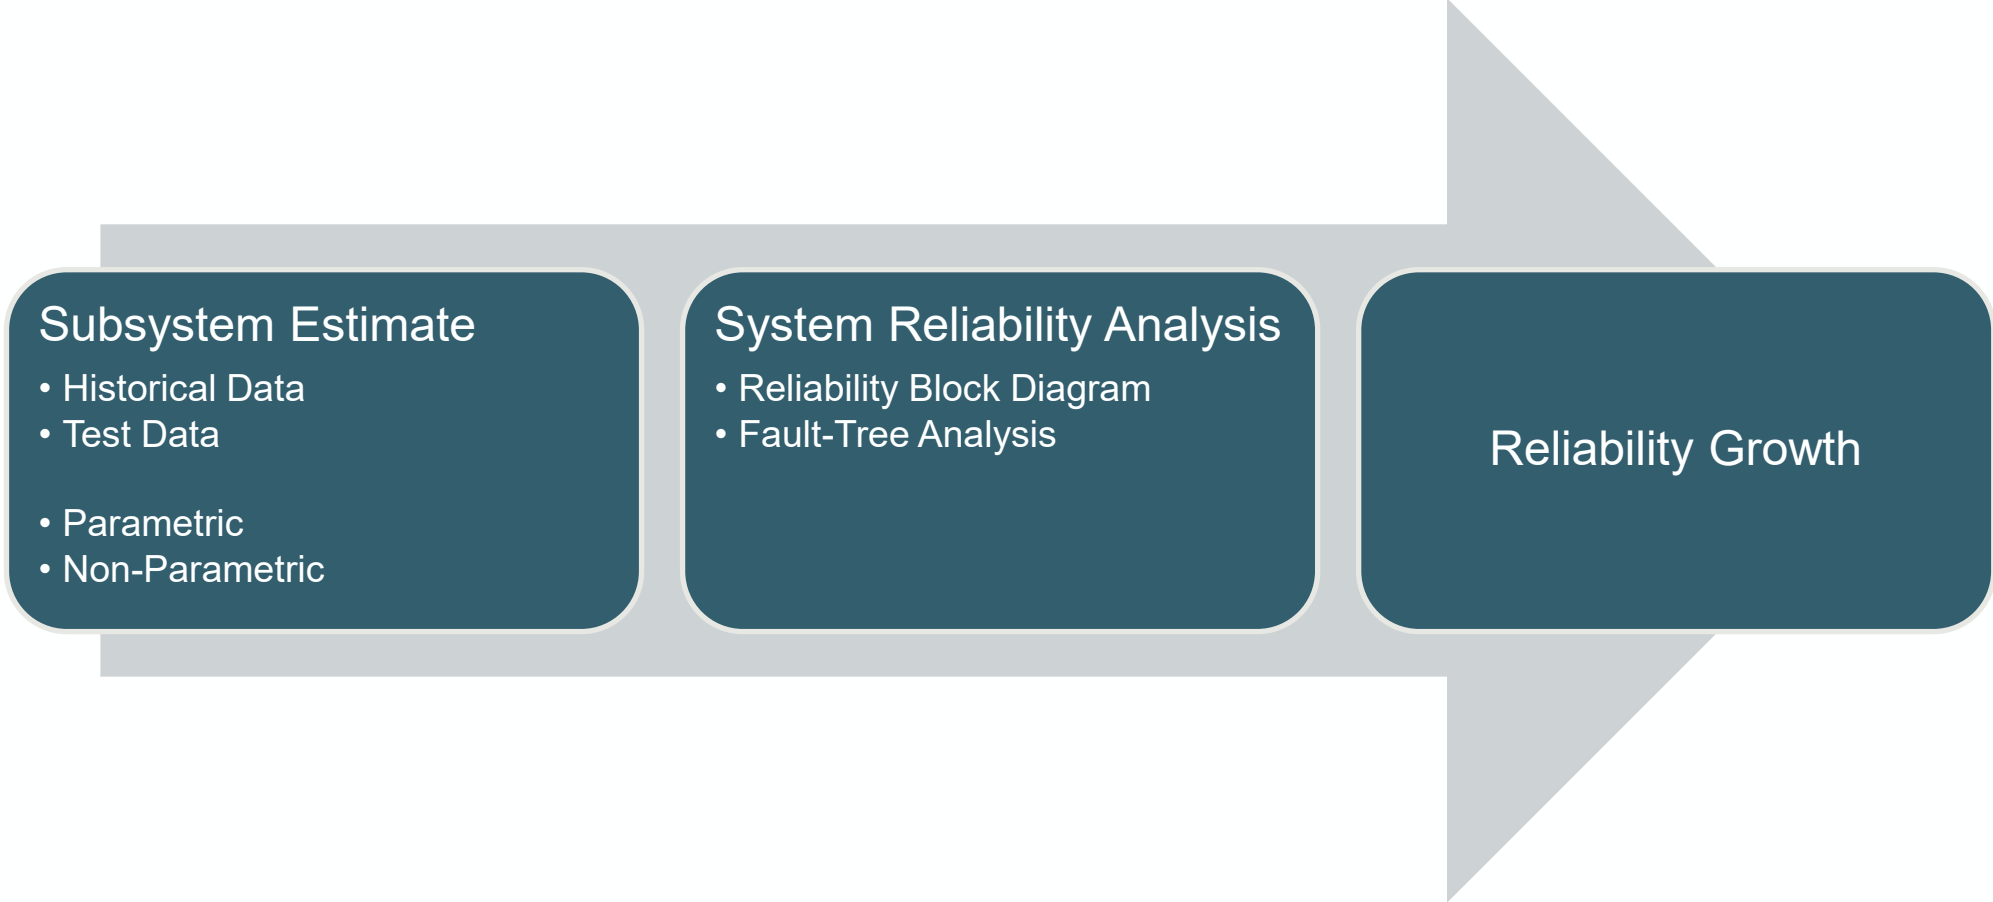 Subsystem Estimate
• Historical Data
• Test Data
• Parametric
• Non-Parametric
System Reliability Analysis
• Reliability Block Diagram
• Fault-Tree Analysis
Reliability Growth